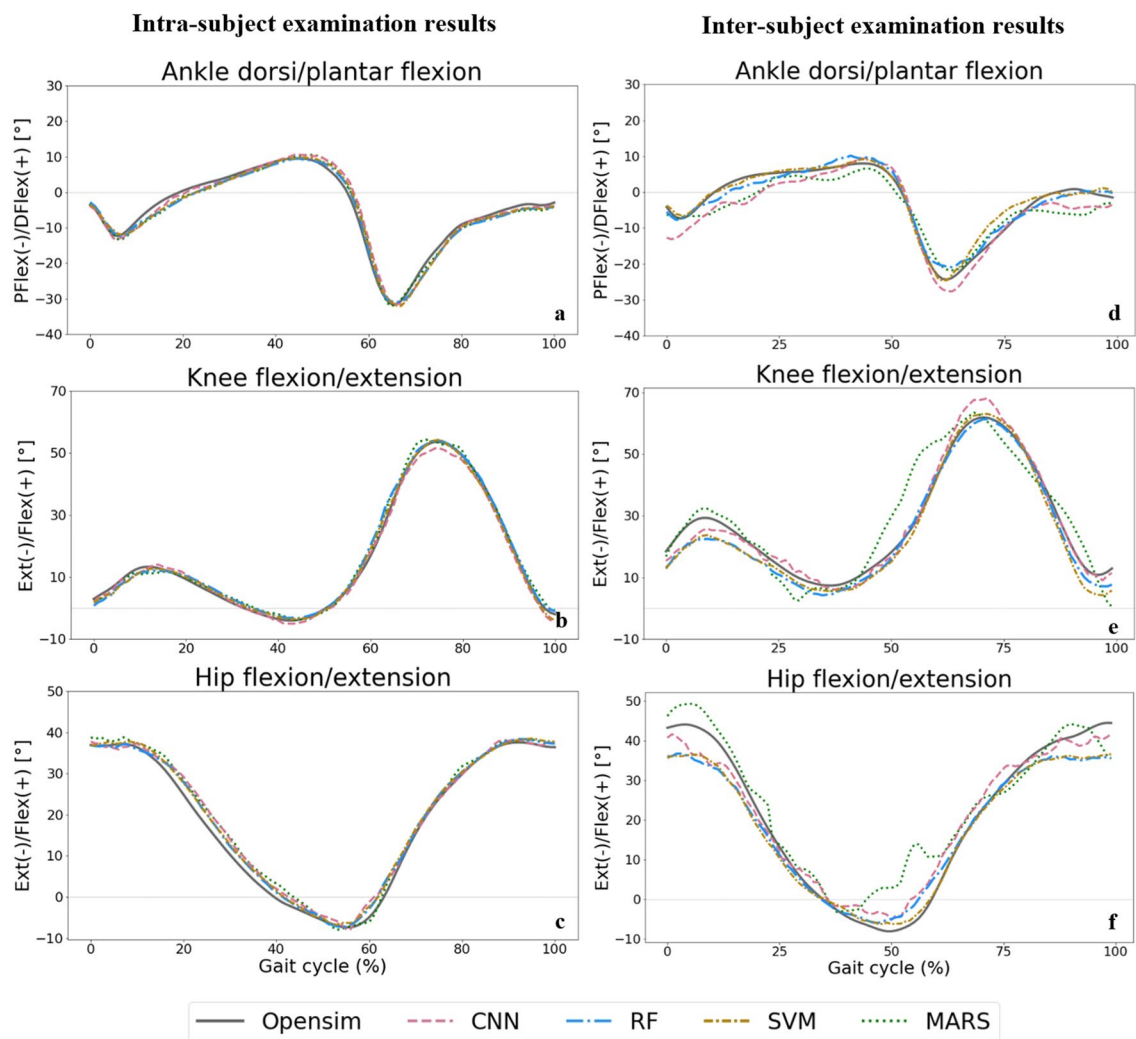 Intra-subject examination results
Inter-subject examination results
Ankle dorsi/plantar flexion
PFlex(-)/DFlex(+) [°]
30
20
10
0
−10
−20
−30
−40
0 20 40 60 80 100
a
Ankle dorsi/plantar flexion
PFlex(-)/DFlex(+) [°]
30
20
10
0
−10
−20
−30
−40
0 25 50 75 100
d
Knee flexion/extension
Ext(-)/Flex(+) [°]
70
50
30
10
−10
0 20 40 60 80 100
b
Knee flexion/extension
Ext(-)/Flex(+) [°]
70
50
30
10
−10
0 25 50 75 100
e
Hip flexion/extension
Ext(-)/Flex(+) [°]
50
40
30
20
10
0
−10
0 20 40 60 80 100
Gait cycle (%)
c
Hip flexion/extension
Ext(-)/Flex(+) [°]
50
40
30
20
10
0
−10
0 25 50 75 100
Gait cycle (%)
f
Opensim CNN RF SVM MARS